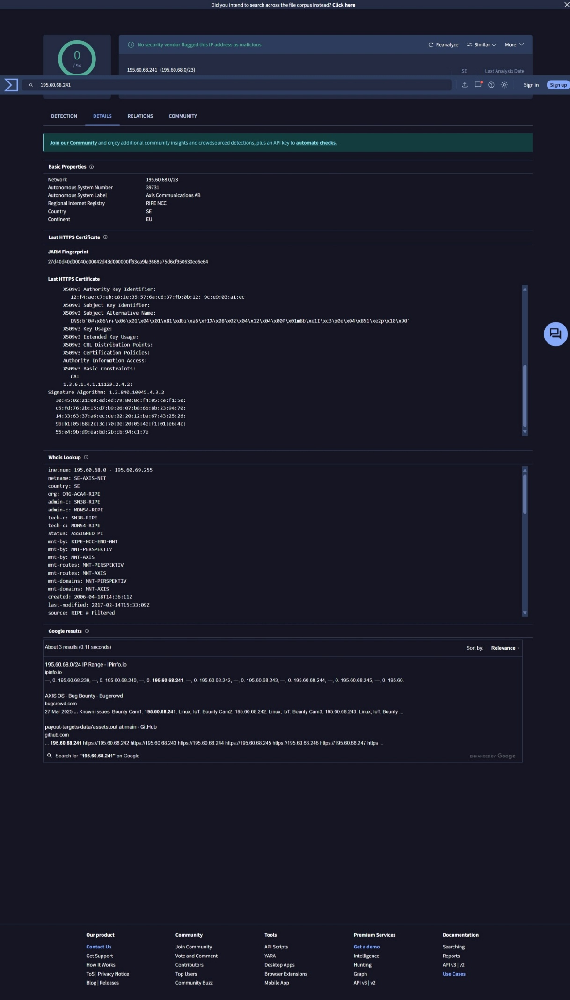 Did you intend to search across the file corpus instead? Click here
0
/ 94
No security vendor flagged this IP address as malicious
Reanalyze
Similar
More
195.60.68.241 (195.60.68.0/23)
SE
Last Analysis Date
195.60.68.241
Sign in
Sign up
DETECTION
DETAILS
RELATIONS
COMMUNITY
Join our Community and enjoy additional community insights and crowdsourced detections, plus an API key to automate checks.
Basic Properties
Network 195.60.68.0/23
Autonomous System Number 39731
Autonomous System Label Axis Communications AB
Regional Internet Registry RIPE NCC
Country SE
Continent EU
Last HTTPS Certificate
JARM Fingerprint
27d40d40d00040d00042d43d000000ff63ea9fa3668a75d6cf950630ee6e64
Last HTTPS Certificate
X509v3 Authority Key Identifier:
12:f4:ae:c7:eb:c8:2e:35:57:6a:c6:37:fb:0b:12: 9c:e9:03:a1:ec
X509v3 Subject Key Identifier:
X509v3 Subject Alternative Name:
DNS:b'0#\x06\r+\x06\x01\x04\x01\x81\xdbi\xa6\xf1%\x08\x02\x04\x12\x04\x00P\x01m8b\xe1I\xc3\x0e\x04\x851\xe2p\x10\x90'
X509v3 Key Usage:
X509v3 Extended Key Usage:
X509v3 CRL Distribution Points:
X509v3 Certification Policies:
Authority Information Access:
X509v3 Basic Constraints:
CA:
1.3.6.1.4.1.11129.2.4.2:
Signature Algorithm: 1.2.840.10045.4.3.2
30:45:02:21:00:ed:ed:79:80:8c:f4:05:ce:f1:50:
c5:fd:76:2b:15:d7:b9:06:07:b8:6b:8b:23:94:70:
14:33:63:37:a6:ec:de:02:20:12:ba:67:43:25:26:
9b:b1:05:68:2c:3c:70:0e:20:05:4e:f1:01:e6:4c:
55:e4:9b:d9:ea:bd:2b:cb:94:c1:7e
Whois Lookup
inetnum: 195.60.68.0 - 195.60.69.255
netname: SE-AXIS-NET
country: SE
org: ORG-ACA4-RIPE
admin-c: SN38-RIPE
admin-c: MDN54-RIPE
tech-c: SN38-RIPE
tech-c: MDN54-RIPE
status: ASSIGNED PI
mnt-by: RIPE-NCC-END-MNT
mnt-by: MNT-PERSPEKTIV
mnt-by: MNT-AXIS
mnt-routes: MNT-PERSPEKTIV
mnt-routes: MNT-AXIS
mnt-domains: MNT-PERSPEKTIV
mnt-domains: MNT-AXIS
created: 2006-04-18T14:36:11Z
last-modified: 2017-02-14T15:33:09Z
source: RIPE # Filtered
Google results
About 3 results (0.11 seconds)
Sort by: Relevance
195.60.68.0/24 IP Range - IPinfo.io
ipinfo.io
—, 0. 195.60.68.239, —, 0. 195.60.68.240, —, 0. 195.60.68.241, —, 0. 195.60.68.242, —, 0. 195.60.68.243, —, 0. 195.60.68.244, —, 0. 195.60.68.245, —, 0. 195.60.
AXIS OS - Bug Bounty - Bugcrowd
bugcrowd.com
27 Mar 2025 ... Known issues. Bounty Cam1. 195.60.68.241. Linux; IoT. Bounty Cam2. 195.60.68.242. Linux; IoT. Bounty Cam3. 195.60.68.243. Linux; IoT. Bounty ...
payout-targets-data/assets.out at main - GitHub
github.com
... 195.60.68.241 https://195.60.68.242 https://195.60.68.243 https://195.60.68.244 https://195.60.68.245 https://195.60.68.246 https://195.60.68.247 https ...
Search for "195.60.68.241" on Google
ENHANCED BY Google
Our product
Contact Us
Get Support
How It Works
ToS | Privacy Notice
Blog | Releases
Community
Join Community
Vote and Comment
Contributors
Top Users
Community Buzz
Tools
API Scripts
YARA
Desktop Apps
Browser Extensions
Mobile App
Premium Services
Get a demo
Intelligence
Hunting
Graph
API v3 | v2
Documentation
Searching
Reports
API v3 | v2
Use Cases